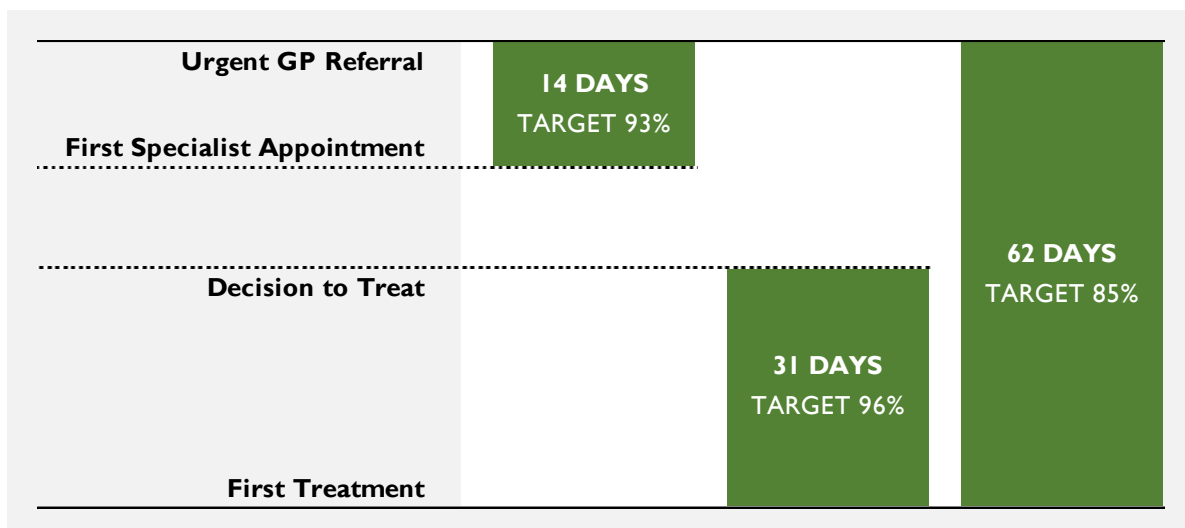 Urgent GP Referral
14 DAYS
TARGET 93%
First Specialist Appointment
62 DAYS
TARGET 85%
Decision to Treat
31 DAYS
TARGET 96%
First Treatment